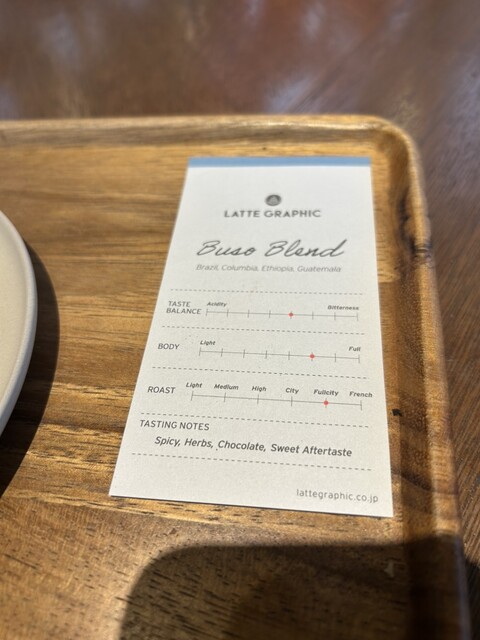 LATTE GRAPHIC
Buso Blend
Brazil, Columbia, Ethiopia, Guatemala
TASTE BALANCE
Acidity Bitterness
BODY
Light Full
ROAST
Light Medium High City Fullcity French
TASTING NOTES
Spicy, Herbs, Chocolate, Sweet Aftertaste
lattegraphic.co.jp